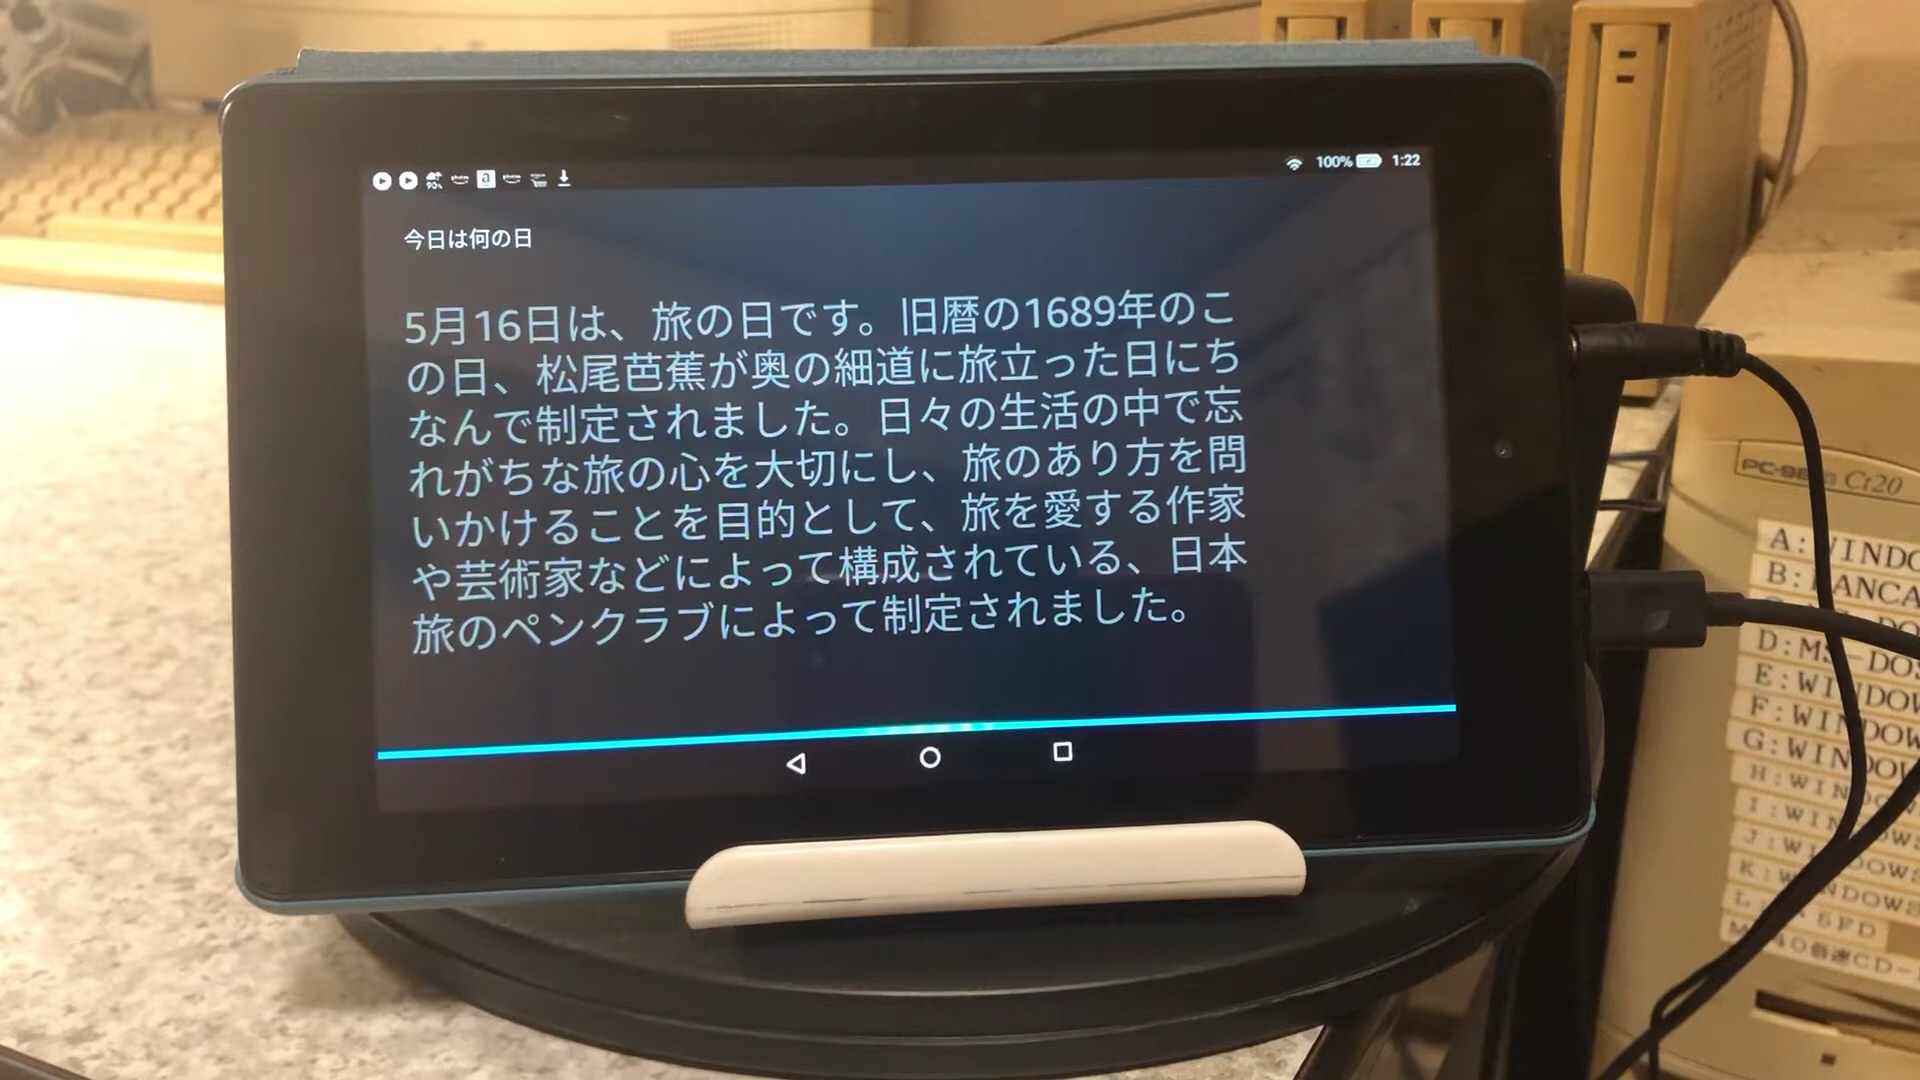 100% 1:22
90%
今日は何の日
5月16日は、旅の日です。旧暦の1689年のこ
の日、松尾芭蕉が奥の細道に旅立った日にち
なんで制定されました。日々の生活の中で忘
れがちな旅の心を大切にし、旅のあり方を問
いかけることを目的として、旅を愛する作家
や芸術家などによって構成されている、日本
旅のペンクラブによって制定されました。
Ct20
A:
B:
D:MS-DOS
E:WINDOW
F:WINDOW
G:WINDOW
H:WINDOW
I:WINDOWS
J:WINDOWS
K:WINDOWS